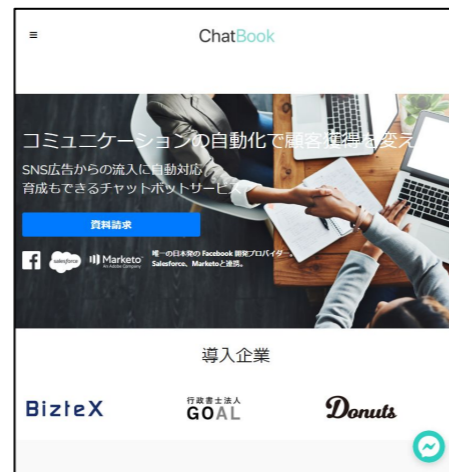 ≡
ChatBook
コミュニケーションの自動化で顧客獲得を変え
SNS広告からの流入に自動対応
育成もできるチャットボットサービス
資料請求
salesforce
Marketo
An Adobe Company
唯一の日本発の Facebook 開発プロバイダー。
Salesforce、Marketoと連携。
導入企業
BizteX
行政書士法人
GOAL
Donuts